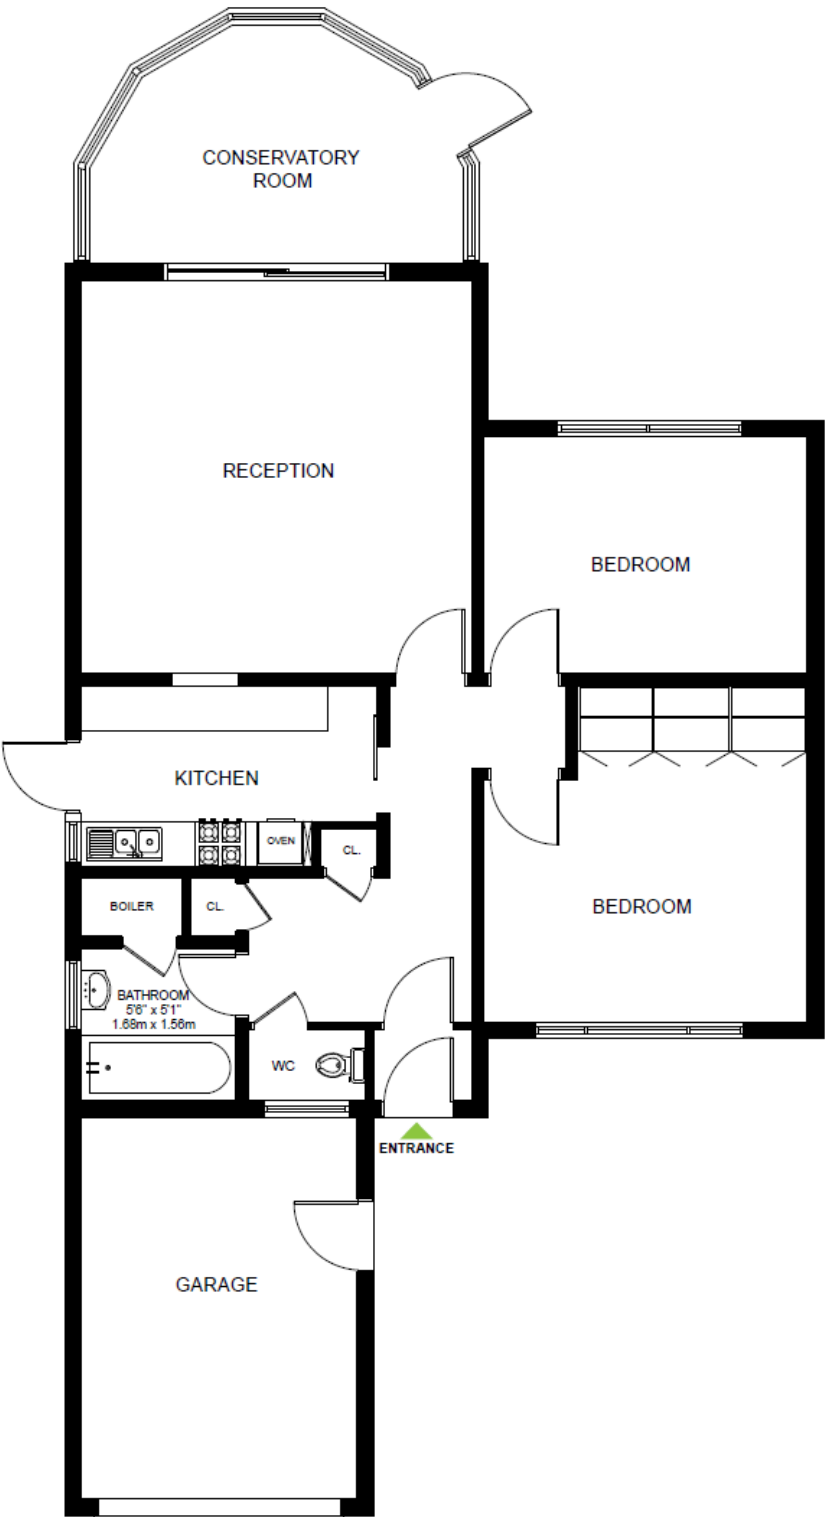 CONSERVATORY
ROOM
RECEPTION
BEDROOM
KITCHEN
OVEN
CL.
BOILER
CL.
BEDROOM
BATHROOM
5'6" x 5'1"
1.68m x 1.56m
WC
ENTRANCE
GARAGE